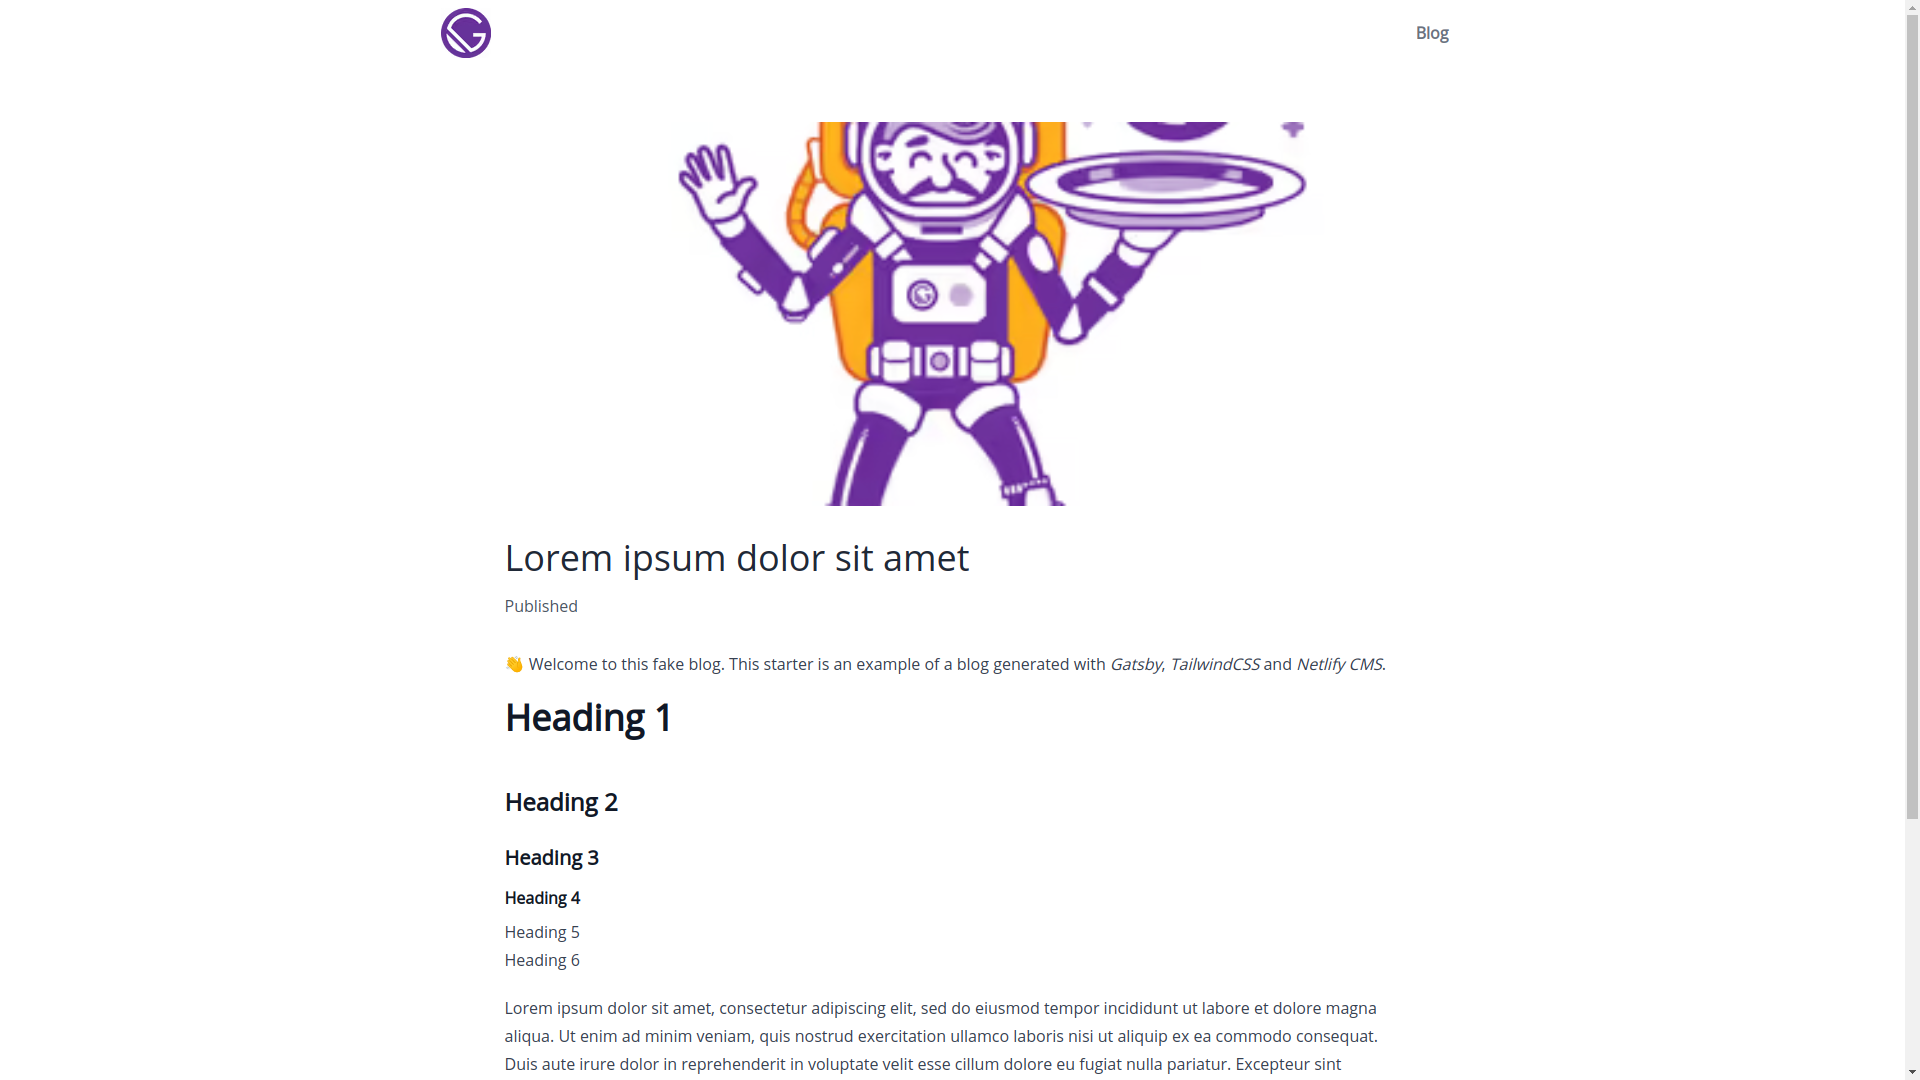 Blog
Lorem ipsum dolor sit amet
Published
👋 Welcome to this fake blog. This starter is an example of a blog generated with Gatsby, TailwindCSS and Netlify CMS.
Heading 1
Heading 2
Heading 3
Heading 4
Heading 5
Heading 6
Lorem ipsum dolor sit amet, consectetur adipiscing elit, sed do eiusmod tempor incididunt ut labore et dolore magna
aliqua. Ut enim ad minim veniam, quis nostrud exercitation ullamco laboris nisi ut aliquip ex ea commodo consequat.
Duis aute irure dolor in reprehenderit in voluptate velit esse cillum dolore eu fugiat nulla pariatur. Excepteur sint